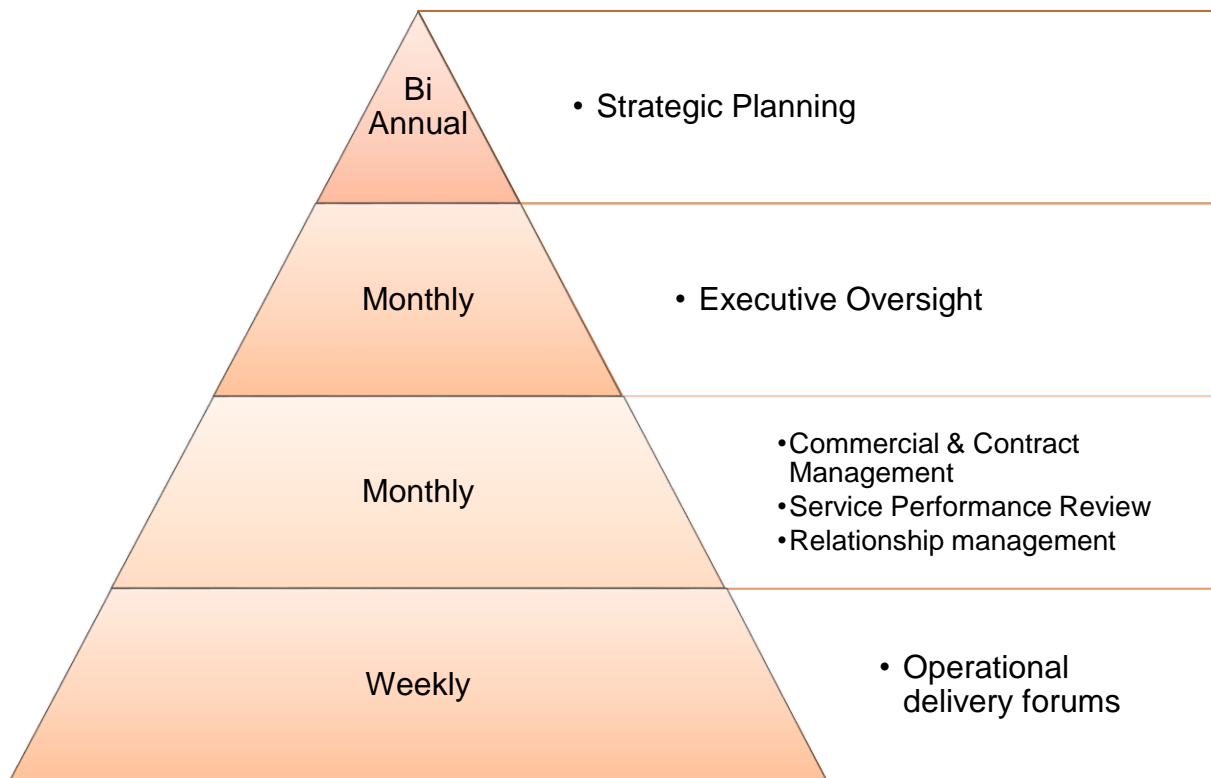 Bi
Annual
• Strategic Planning
Monthly
• Executive Oversight
Monthly
•Commercial & Contract
Management
•Service Performance Review
•Relationship management
Weekly
• Operational
delivery forums